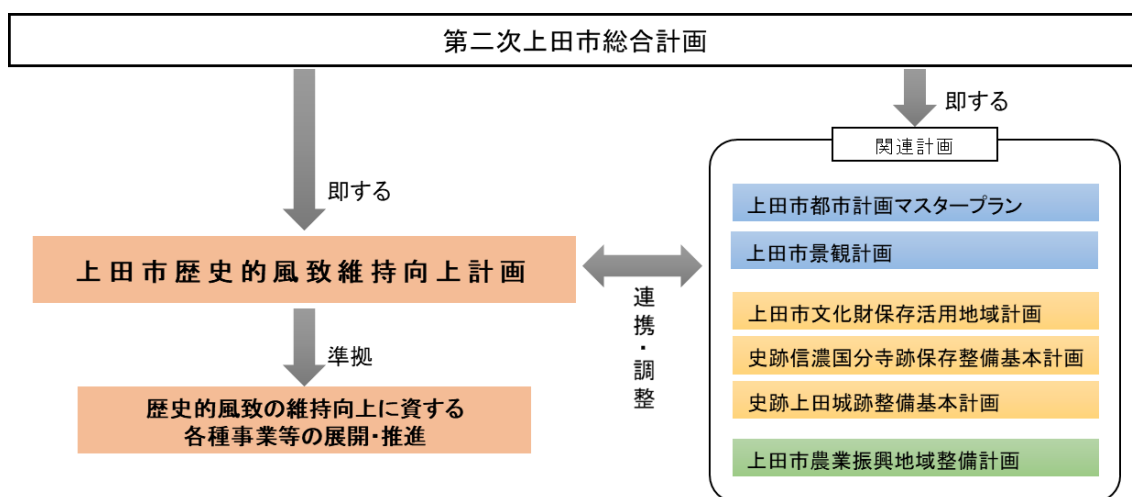 第二次上田市総合計画
即する
即する
関連計画
上田市都市計画マスタープラン
上田市景観計画
上田市歴史的風致維持向上計画
連携・調整
上田市文化財保存活用地域計画
史跡信濃国分寺跡保存整備基本計画
史跡上田城跡整備基本計画
上田市農業振興地域整備計画
準拠
歴史的風致の維持向上に資する
各種事業等の展開・推進